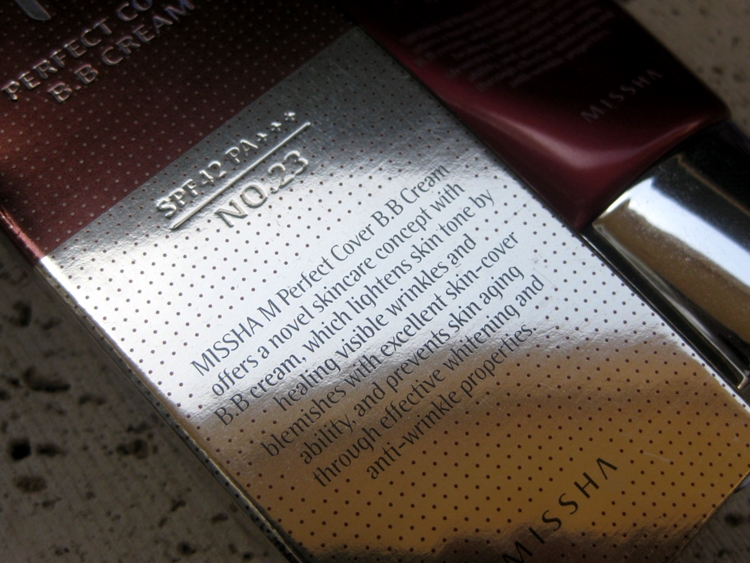 PERFECT CO
B.B CREAM
SPF42 PA+++
NO.23
MISSHA M Perfect Cover B.B Cream
offers a novel skincare concept with
B.B cream, which lightens skin tone by
healing visible wrinkles and
blemishes with excellent skin-cover
ability, and prevents skin aging
through effective whitening and
anti-wrinkle properties.
MISSHA
MISSHA